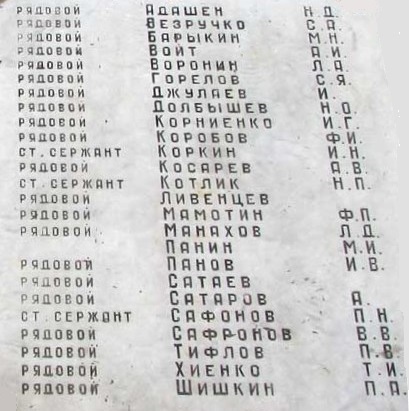 РЯДОВОЙ АДАШЕН Н.Д.
РЯДОВОЙ БЕЗРУЧКО С.А.
РЯДОВОЙ БАРЫКИН М.Н.
РЯДОВОЙ ВОЙТ А.И.
РЯДОВОЙ ВОРОНИН Л.А.
РЯДОВОЙ ГОРЕЛОВ С.Я.
РЯДОВОЙ ДЖУЛАЕВ И.
РЯДОВОЙ ДОЛБЫШЕВ Н.О.
РЯДОВОЙ КОРНИЕНКО И.Г.
РЯДОВОЙ КОРОБОВ Ф.И.
СТ.СЕРЖАНТ КОРКИН И.Н.
РЯДОВОЙ КОСАРЕВ А.В.
СТ.СЕРЖАНТ КОТЛИК Н.П.
РЯДОВОЙ ЛИВЕНЦЕВ
РЯДОВОЙ МАМОТИН Ф.П.
РЯДОВОЙ МАНАХОВ Л.Д.
ПАНИН М.И.
РЯДОВОЙ ПАНОВ И.В.
РЯДОВОЙ САТАЕВ
РЯДОВОЙ САТАРОВ А.
СТ.СЕРЖАНТ САФОНОВ П.Н.
РЯДОВОЙ САФРОНОВ В.В.
РЯДОВОЙ ТИФЛОВ П.В.
РЯДОВОЙ ХИЕНКО Т.И.
РЯДОВОЙ ШИШКИН П.А.